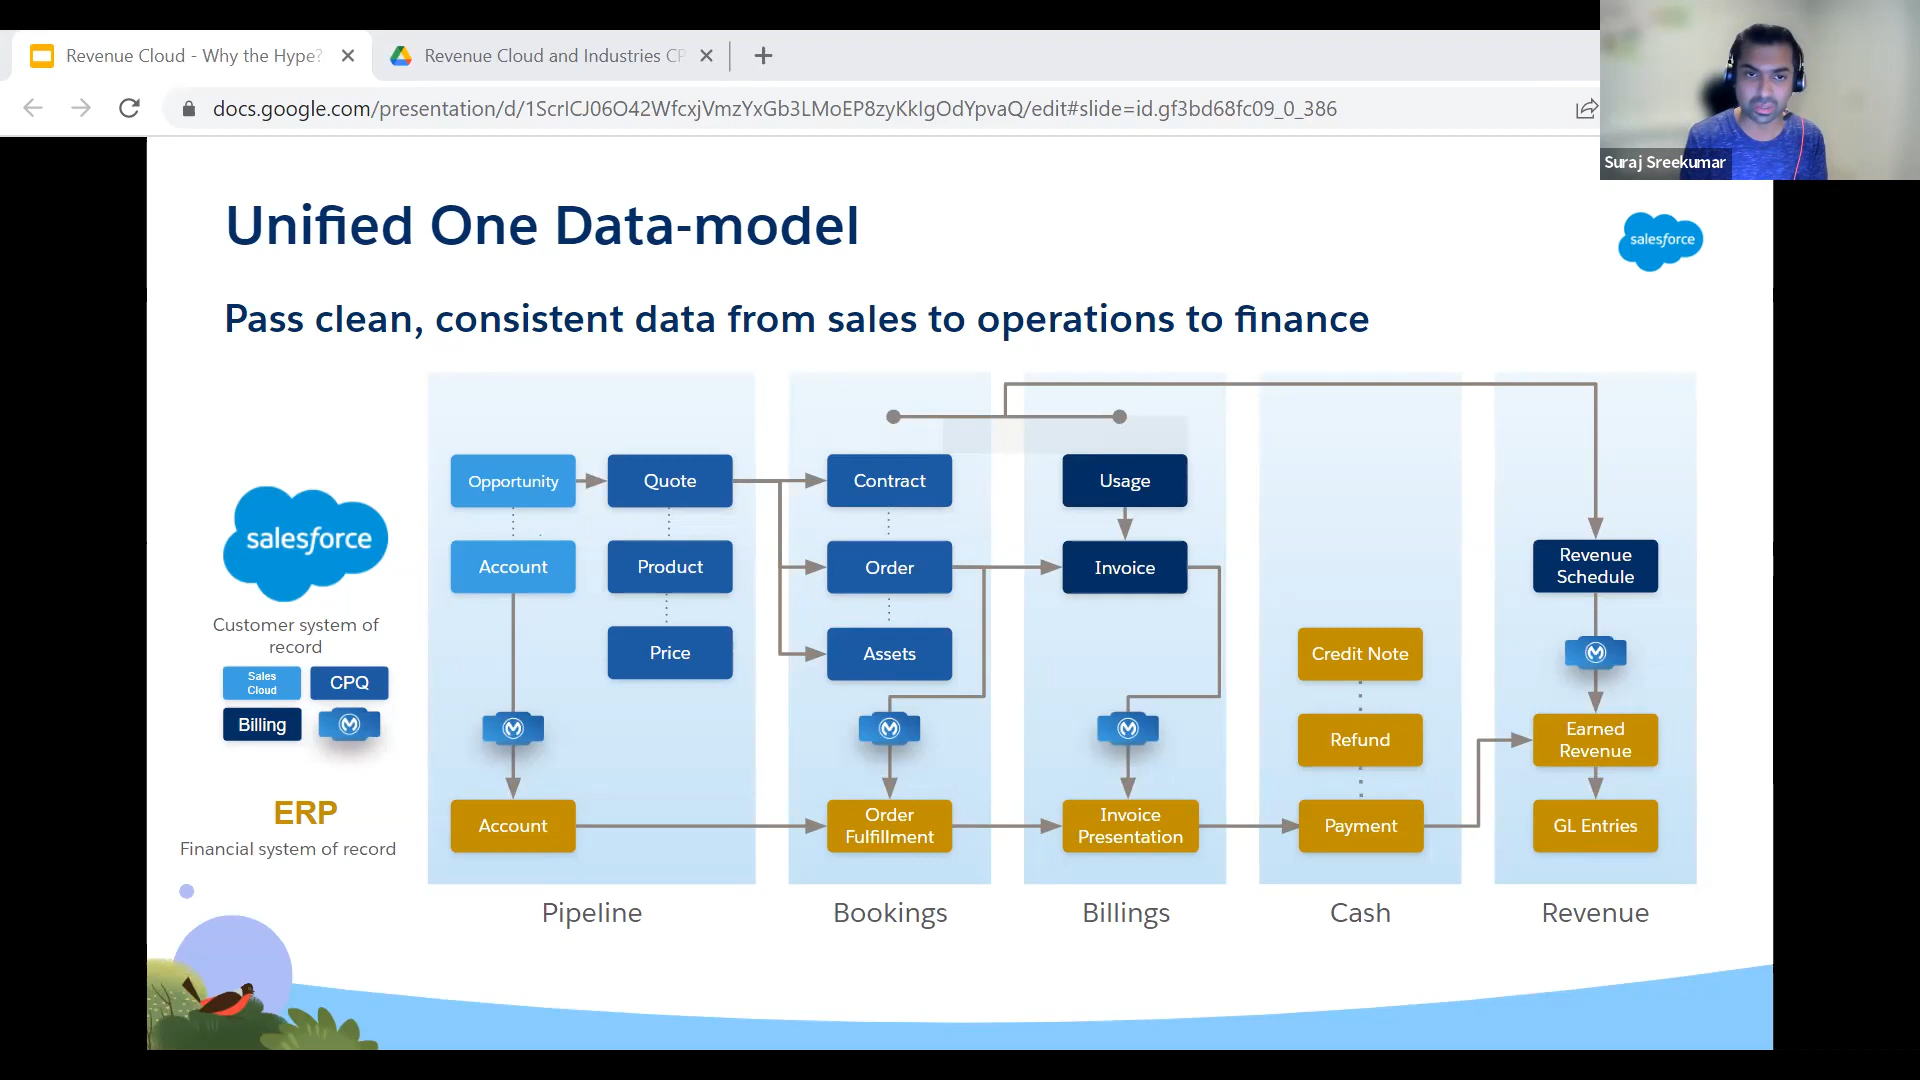 Revenue Cloud - Why the Hype?
Revenue Cloud and Industries CP
docs.google.com/presentation/d/1ScrICJ06O42WfcxjVmzYxGb3LMoEP8zyKkIgOdYpvaQ/edit#slide=id.gf3bd68fc09_0_386
Suraj Sreekumar
Unified One Data-model
salesforce
Pass clean, consistent data from sales to operations to finance
Opportunity
Quote
Contract
Usage
Account
Product
Order
Invoice
Revenue
Schedule
Price
Assets
Credit Note
Refund
Earned
Revenue
Account
Order
Fulfillment
Invoice
Presentation
Payment
GL Entries
salesforce
Customer system of
record
Sales
Cloud
CPQ
Billing
ERP
Financial system of record
Pipeline
Bookings
Billings
Cash
Revenue